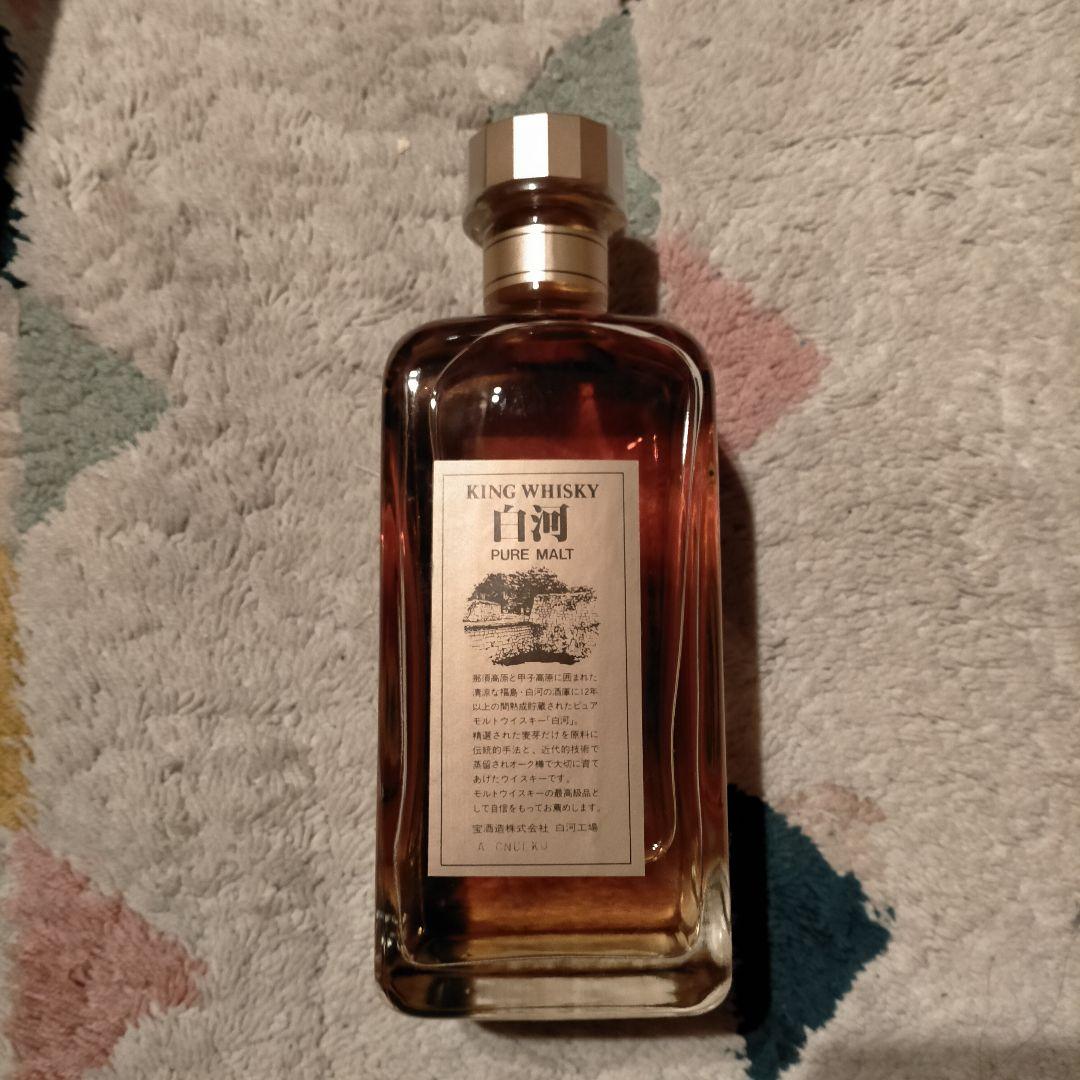 KING WHISKY
白河
PURE MALT
那須高原と甲子高原に囲まれた
清涼な福島・白河の酒庫に12年
以上の間熟成貯蔵されたピュア
モルトウイスキー「白河」。
精選された麦芽だけを原料に
伝統的手法と、近代的技術で
蒸留されオーク樽で大切に育て
あげたウイスキーです。
モルトウイスキーの最高級品と
して自信をもってお薦めします。
宝酒造株式会社 白河工場